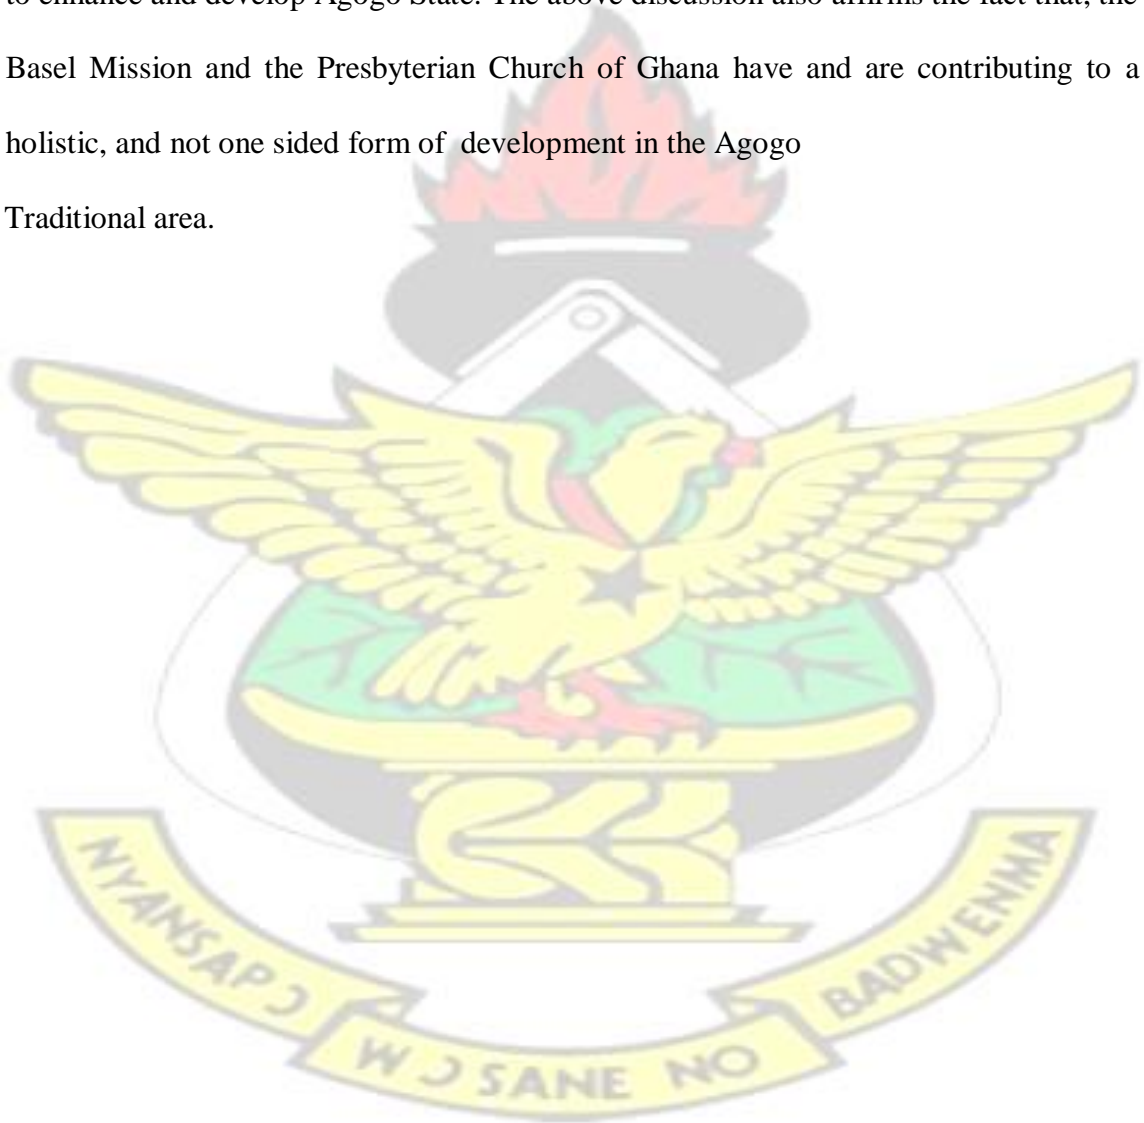 to enhance and develop Agogo State. The above discussion also affirms the fact that, the
Basel Mission and the Presbyterian Church of Ghana have and are contributing to a
holistic, and not one sided form of development in the Agogo
Traditional area.
NYANSAPƆ
WƆSANE NO
BADWENMA